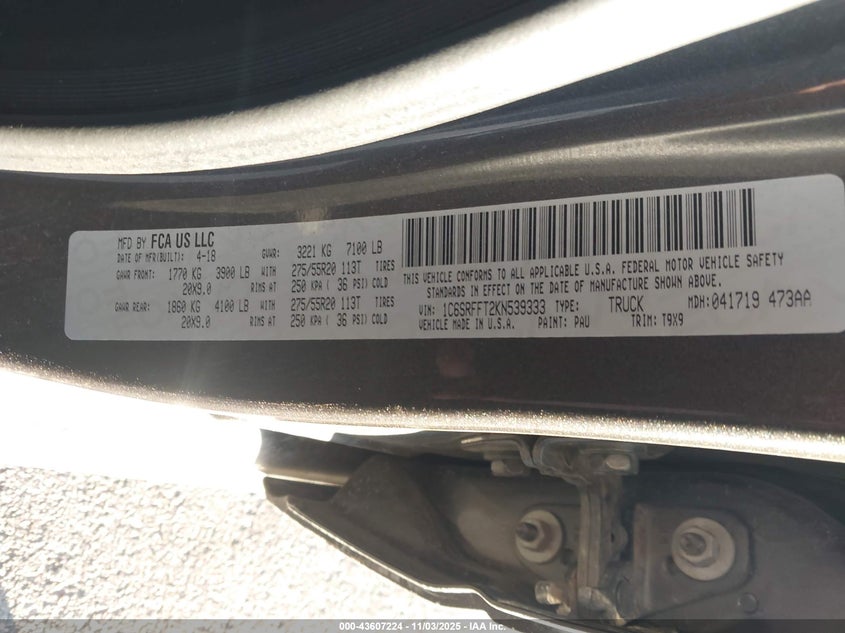 MFD BY FCA US LLC
DATE OF MFR(BUILT): 4-18 GVWR: 3221 KG 7100 LB
GAWR FRONT: 1770 KG 3900 LB WITH 275/55R20 113T TIRES
20X9.0 RIMS AT 250 KPA ( 36 PSI) COLD
GAWR REAR: 1860 KG 4100 LB WITH 275/55R20 113T TIRES
20X9.0 RIMS AT 250 KPA ( 36 PSI) COLD
THIS VEHICLE CONFORMS TO ALL APPLICABLE U.S.A. FEDERAL MOTOR VEHICLE SAFETY
STANDARDS IN EFFECT ON THE DATE OF MANUFACTURE SHOWN ABOVE.
VIN: 1C6SRFFT2KN539333 TYPE: TRUCK MDH: 041719 473AA
VEHICLE MADE IN U.S.A. PAINT: PAU TRIM: T9X9
000-43607224 - 11/03/2025 - IAA Inc.